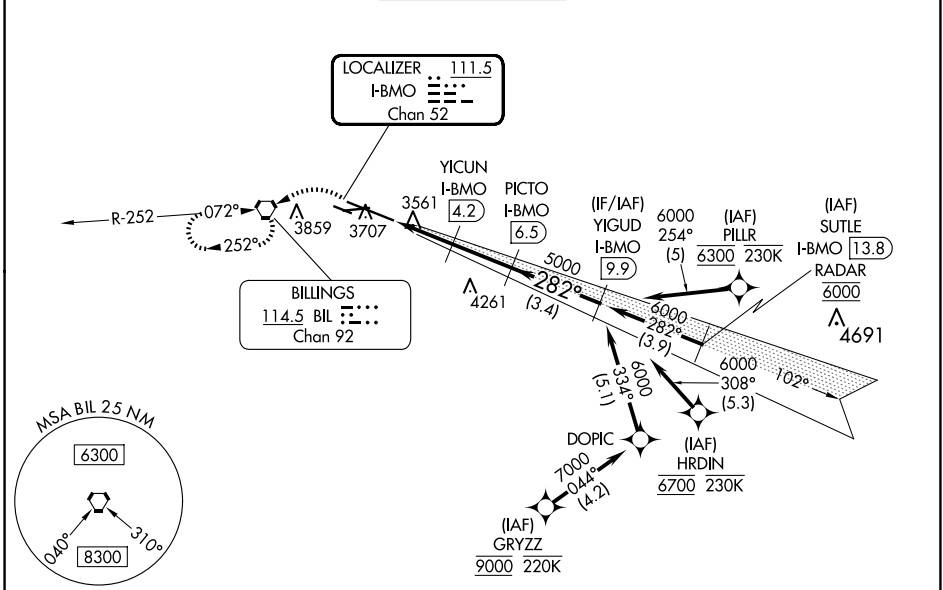 LOCALIZER 111.5
I-BMO
Chan 52
YICUN
I-BMO
4.2
PICTO
I-BMO
6.5
(IF/IAF)
YIGUD
I-BMO
9.9
6000
254°
(5)
(IAF)
PILLR
6300 230K
(IAF)
SUTLE
I-BMO 13.8
RADAR
6000
R-252
072°
252°
3859
3707
3561
4261
4691
5000
282°
(3.4)
6000
282°
(3.9)
6000
308°
(5.3)
102°
BILLINGS
114.5 BIL
Chan 92
6000
334°
(5.1)
DOPIC
(IAF)
HRDIN
6700 230K
7000
044°
(4.2)
(IAF)
GRYZZ
9000 220K
MSA BIL 25 NM
6300
040°
310°
8300